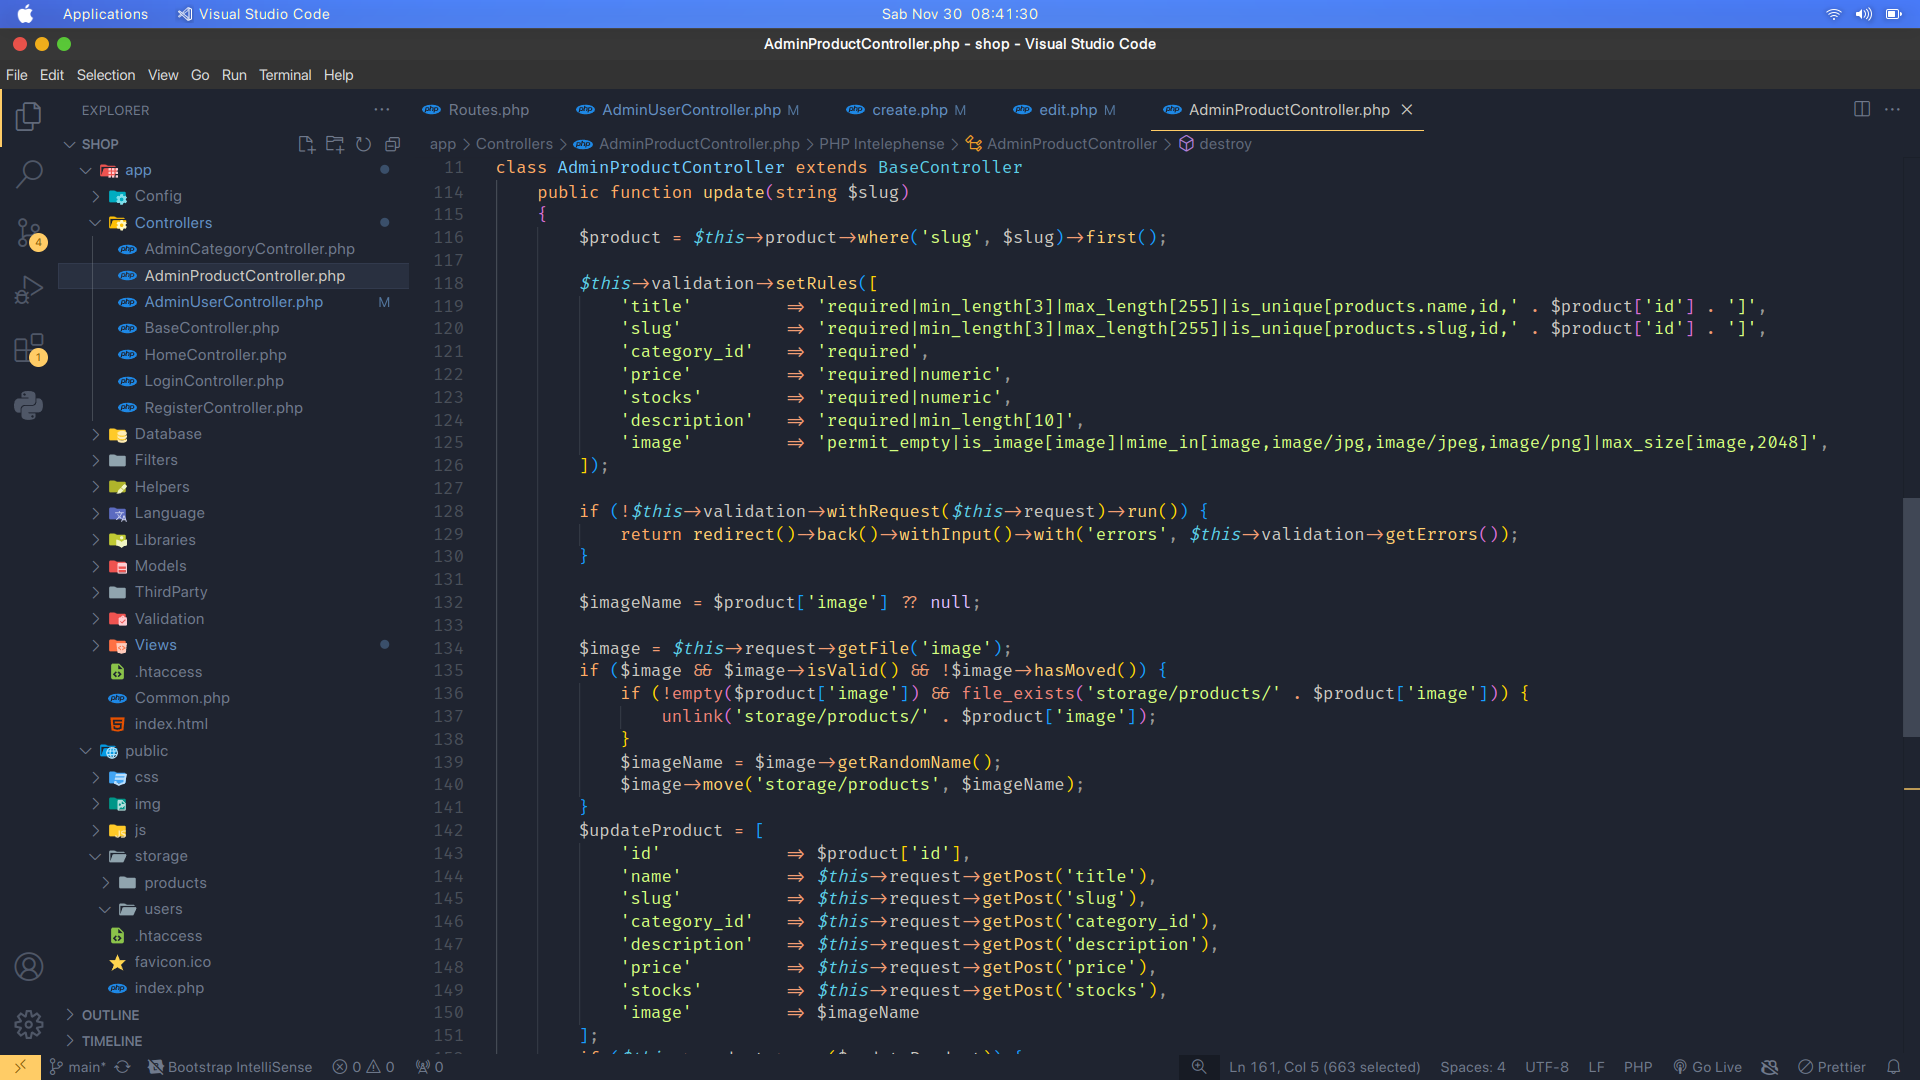 Applications Visual Studio Code Sab Nov 30 08:41:30
AdminProductController.php - shop - Visual Studio Code
File Edit Selection View Go Run Terminal Help
EXPLORER
SHOP
app
Config
Controllers
AdminCategoryController.php
AdminProductController.php
AdminUserController.php M
BaseController.php
HomeController.php
LoginController.php
RegisterController.php
Database
Filters
Helpers
Language
Libraries
Models
ThirdParty
Validation
Views
.htaccess
Common.php
index.html
public
css
img
js
storage
products
users
.htaccess
favicon.ico
index.php
OUTLINE
TIMELINE
4
1
Routes.php AdminUserController.php M create.php M edit.php M AdminProductController.php
app > Controllers > AdminProductController.php > PHP Intelephense > AdminProductController > destroy
11 class AdminProductController extends BaseController
114 public function update(string $slug)
115 {
116 $product = $this->product->where('slug', $slug)->first();
117
118 $this->validation->setRules([
119 'title' => 'required|min_length[3]|max_length[255]|is_unique[products.name,id,' . $product['id'] . ']',
120 'slug' => 'required|min_length[3]|max_length[255]|is_unique[products.slug,id,' . $product['id'] . ']',
121 'category_id' => 'required',
122 'price' => 'required|numeric',
123 'stocks' => 'required|numeric',
124 'description' => 'required|min_length[10]',
125 'image' => 'permit_empty|is_image[image]|mime_in[image,image/jpg,image/jpeg,image/png]|max_size[image,2048]',
126 ]);
127
128 if (!$this->validation->withRequest($this->request)->run()) {
129 return redirect()->back()->withInput()->with('errors', $this->validation->getErrors());
130 }
131
132 $imageName = $product['image'] ?? null;
133
134 $image = $this->request->getFile('image');
135 if ($image && $image->isValid() && !$image->hasMoved()) {
136 if (!empty($product['image']) && file_exists('storage/products/' . $product['image'])) {
137 unlink('storage/products/' . $product['image']);
138 }
139 $imageName = $image->getRandomName();
140 $image->move('storage/products', $imageName);
141 }
142 $updateProduct = [
143 'id' => $product['id'],
144 'name' => $this->request->getPost('title'),
145 'slug' => $this->request->getPost('slug'),
146 'category_id' => $this->request->getPost('category_id'),
147 'description' => $this->request->getPost('description'),
148 'price' => $this->request->getPost('price'),
149 'stocks' => $this->request->getPost('stocks'),
150 'image' => $imageName
151 ];
main* Bootstrap IntelliSense 0 0 0 Ln 161, Col 5 (663 selected) Spaces: 4 UTF-8 LF PHP Go Live Prettier